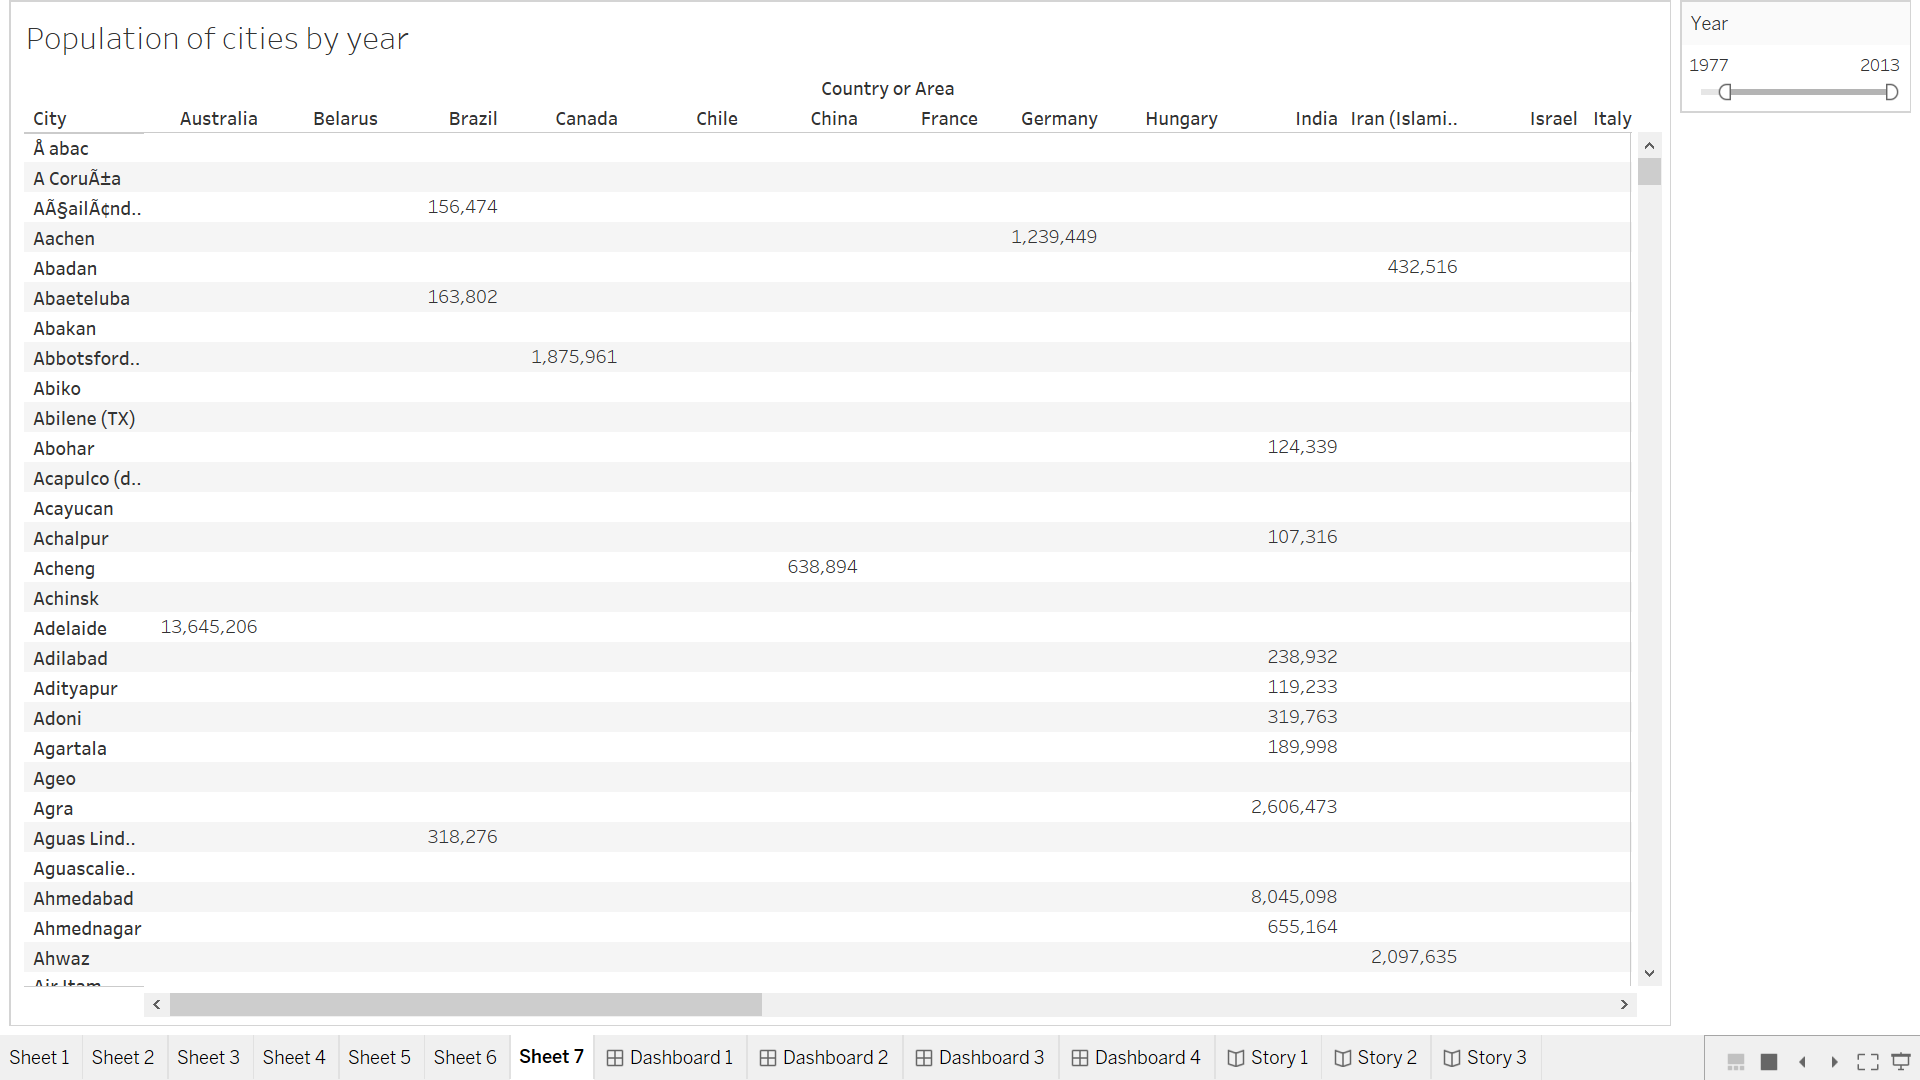 Population of cities by year
Year
1977 2013
Country or Area
City Australia Belarus Brazil Canada Chile China France Germany Hungary India Iran (Islami.. Israel Italy
Å abac
A CoruÃ±a
AÃ§ailÃ¢nd.. 156,474
Aachen 1,239,449
Abadan 432,516
Abaeteluba 163,802
Abakan
Abbotsford.. 1,875,961
Abiko
Abilene (TX)
Abohar 124,339
Acapulco (d..
Acayucan
Achalpur 107,316
Acheng 638,894
Achinsk
Adelaide 13,645,206
Adilabad 238,932
Adityapur 119,233
Adoni 319,763
Agartala 189,998
Ageo
Agra 2,606,473
Aguas Lind.. 318,276
Aguascalie..
Ahmedabad 8,045,098
Ahmednagar 655,164
Ahwaz 2,097,635
Air Itam
Sheet 1 Sheet 2 Sheet 3 Sheet 4 Sheet 5 Sheet 6 Sheet 7 Dashboard 1 Dashboard 2 Dashboard 3 Dashboard 4 Story 1 Story 2 Story 3